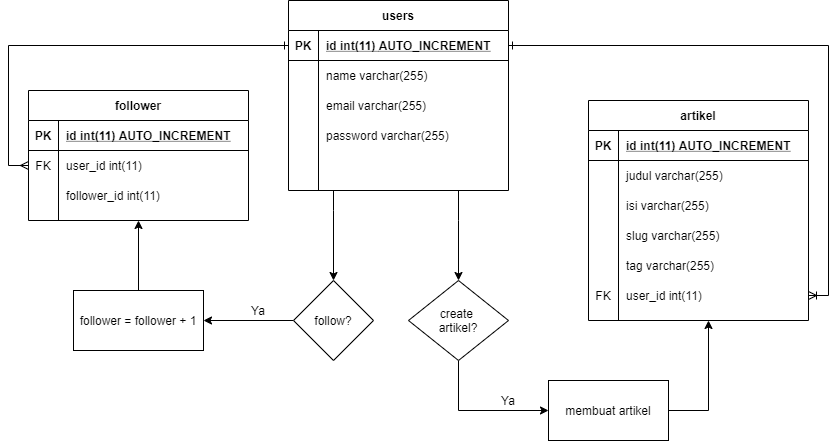 users
PK id int(11) AUTO_INCREMENT
name varchar(255)
email varchar(255)
password varchar(255)
follower
PK id int(11) AUTO_INCREMENT
FK user_id int(11)
follower_id int(11)
artikel
PK id int(11) AUTO_INCREMENT
judul varchar(255)
isi varchar(255)
slug varchar(255)
tag varchar(255)
FK user_id int(11)
follower = follower + 1
Ya
follow?
create
artikel?
Ya
membuat artikel